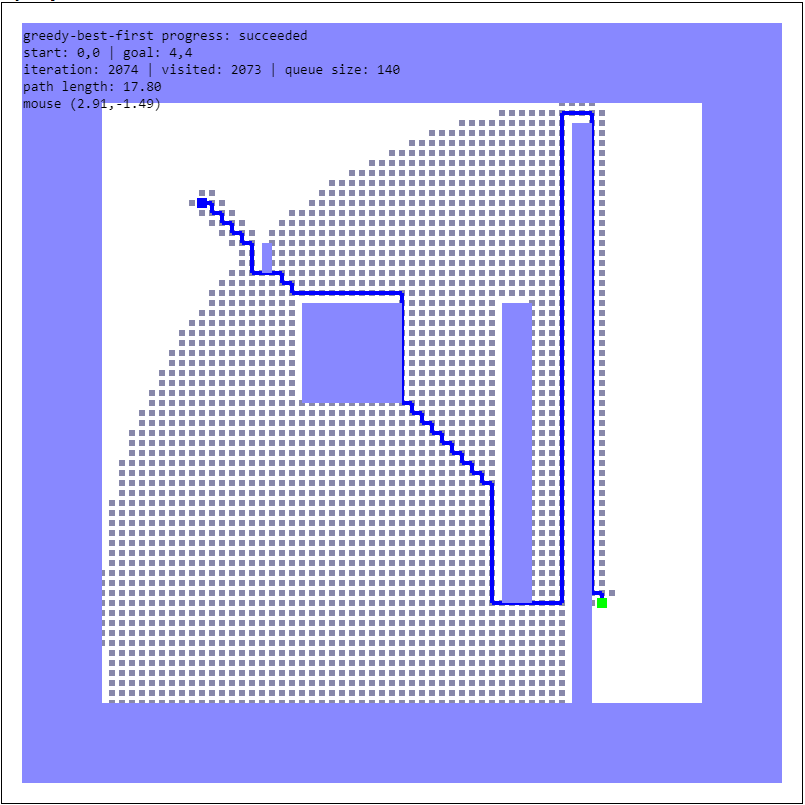 greedy-best-first progress: succeeded
start: 0,0 | goal: 4,4
iteration: 2074 | visited: 2073 | queue size: 140
path length: 17.80
mouse (2.91,-1.49)